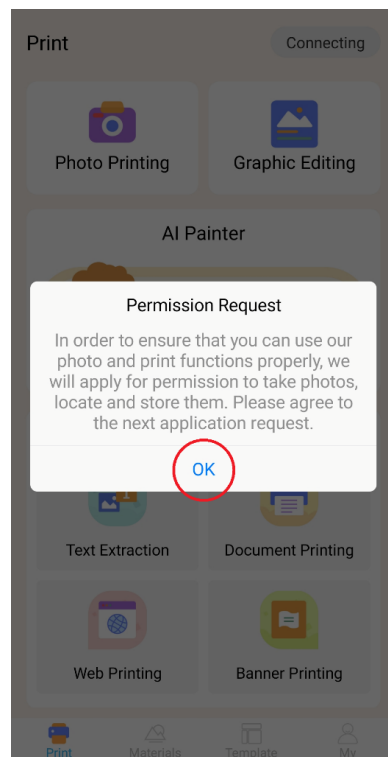 Print
Connecting
Photo Printing
Graphic Editing
AI Painter
Permission Request
In order to ensure that you can use our
photo and print functions properly, we
will apply for permission to take photos,
locate and store them. Please agree to
the next application request.
OK
Text Extraction
Document Printing
Web Printing
Banner Printing
Print
Materials
Template
My